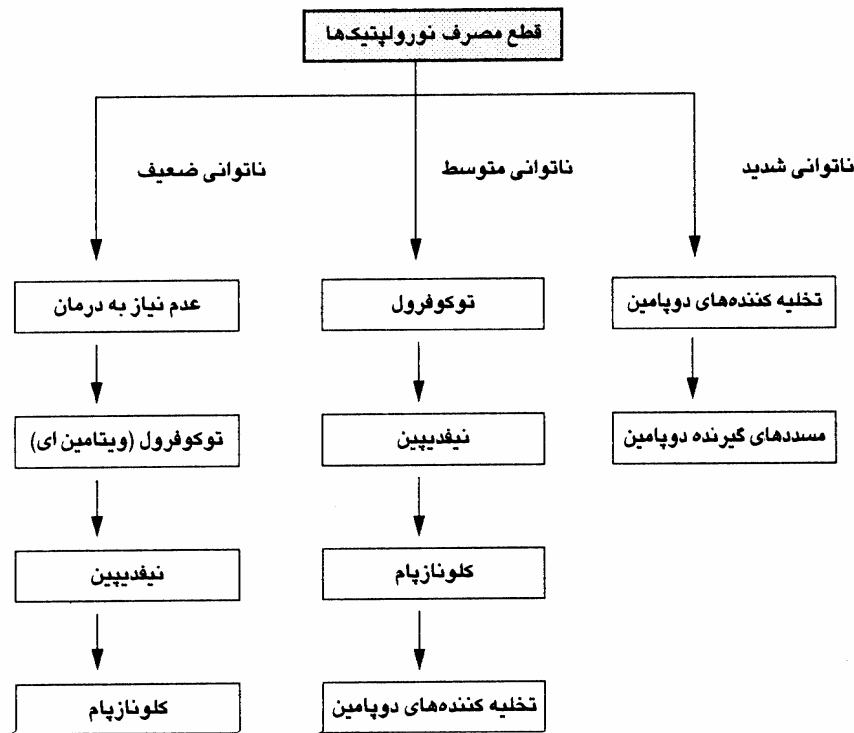 قطع مصرف نورولپتیک‌ها
ناتوانی شدید
ناتوانی متوسط
ناتوانی ضعیف
تخلیه کننده‌های دوپامین
توکوفرول
عدم نیاز به درمان
مسددهای گیرنده دوپامین
نیفدیپین
توکوفرول (ویتامین ای)
کلونازپام
نیفدیپین
تخلیه کننده‌های دوپامین
کلونازپام